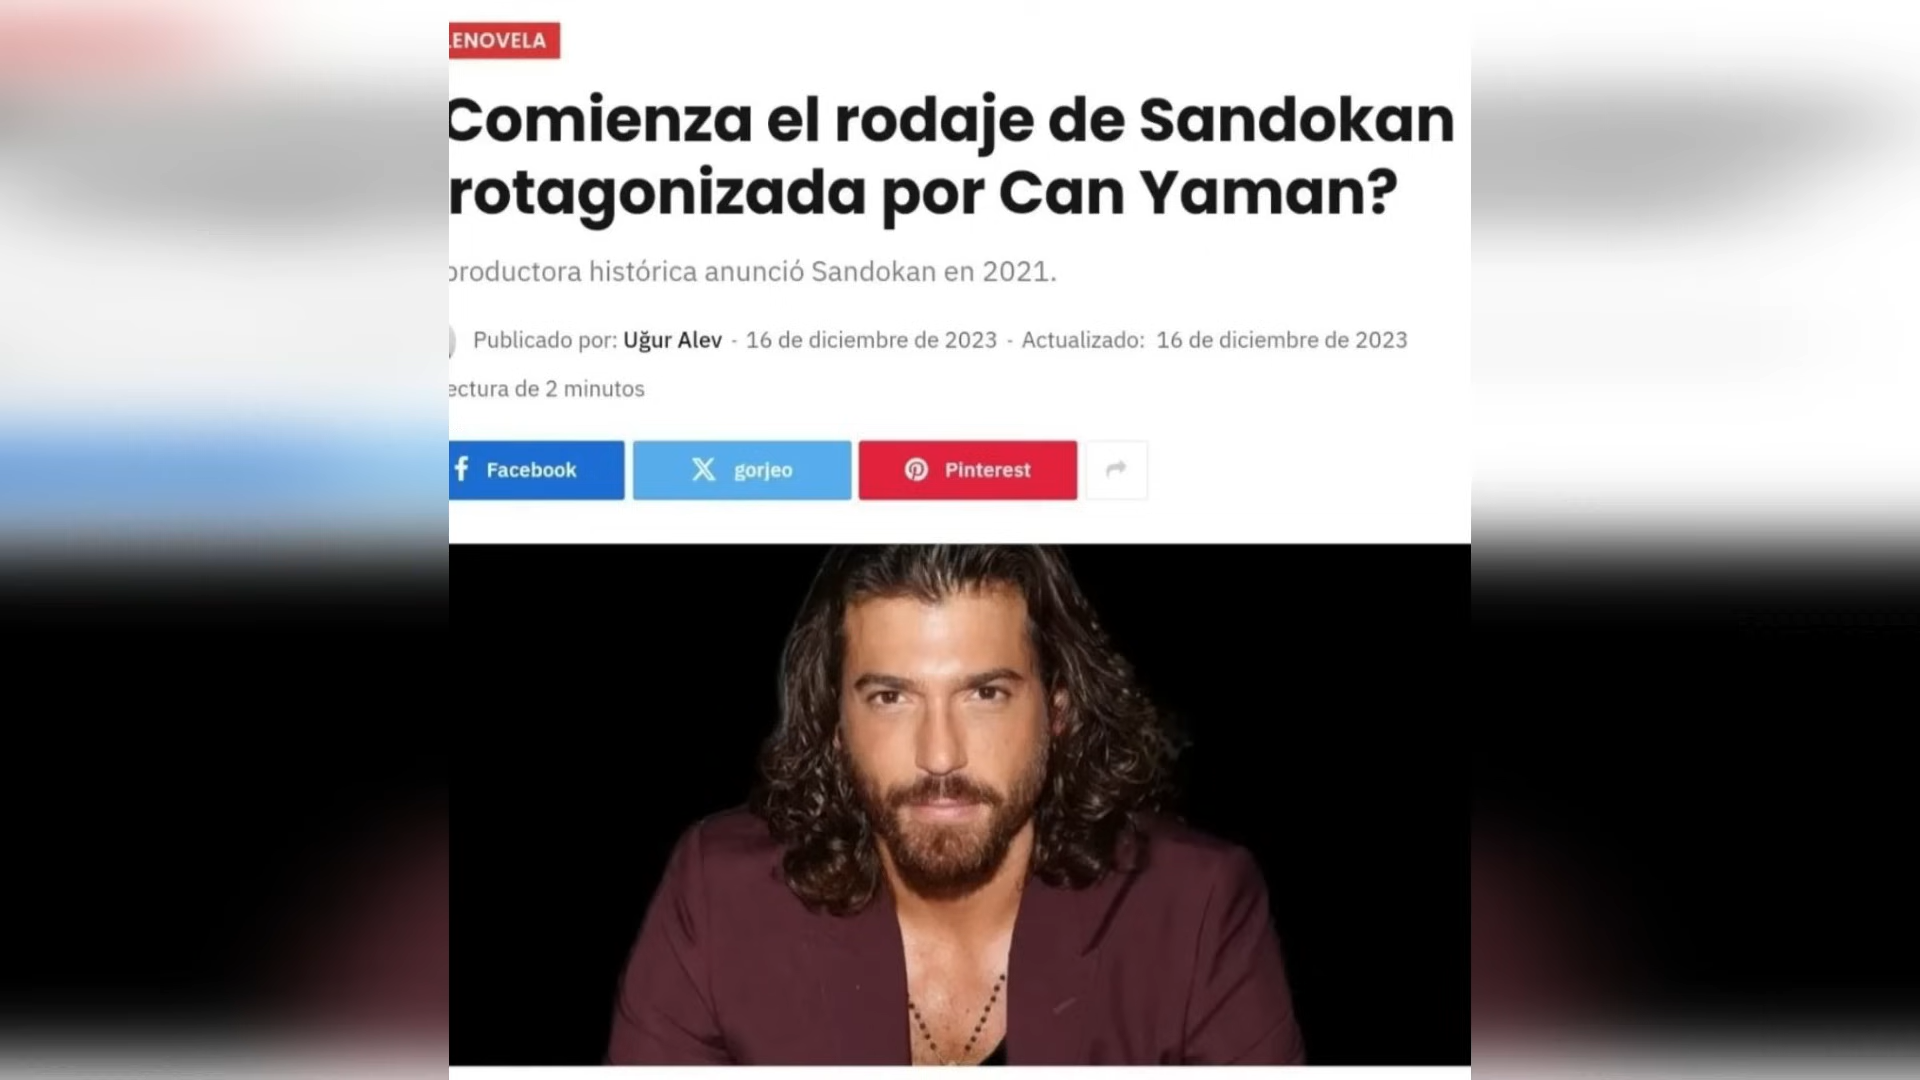 LENOVELA
Comienza el rodaje de Sandokan
rotagonizada por Can Yaman?
productora histórica anunció Sandokan en 2021.
Publicado por: Uğur Alev - 16 de diciembre de 2023 - Actualizado: 16 de diciembre de 2023
ectura de 2 minutos
Facebook
gorjeo
Pinterest